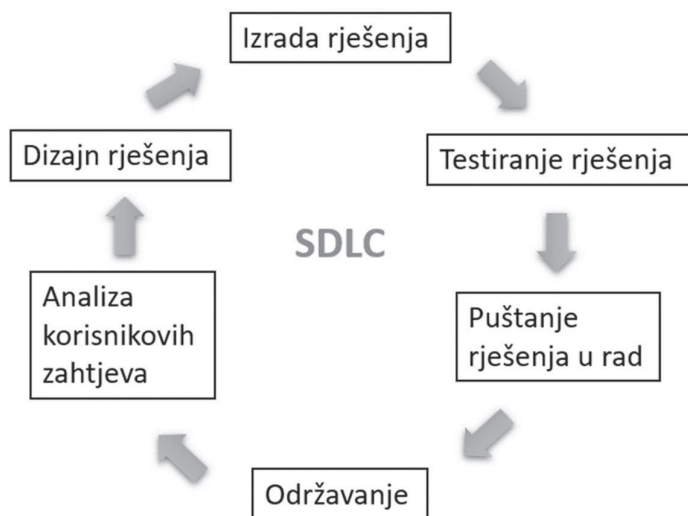 Izrada rješenja
Dizajn rješenja
Testiranje rješenja
SDLC
Analiza
korisnikovih
zahtjeva
Puštanje
rješenja u rad
Održavanje